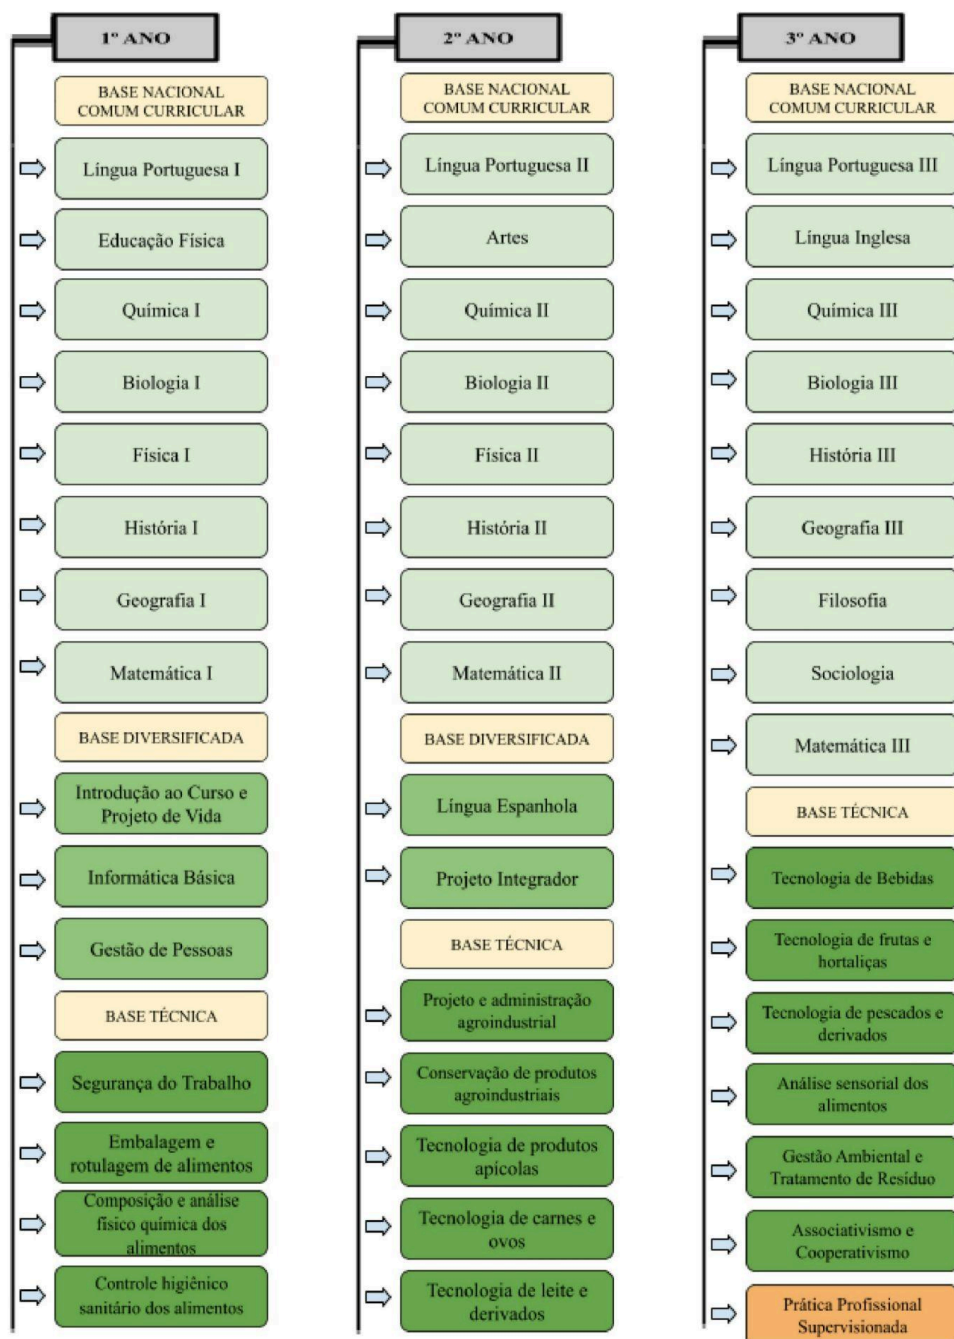 1º ANO
BASE NACIONAL
COMUM CURRICULAR
Língua Portuguesa I
Educação Física
Química I
Biologia I
Física I
História I
Geografia I
Matemática I
BASE DIVERSIFICADA
Introdução ao Curso e
Projeto de Vida
Informática Básica
Gestão de Pessoas
BASE TÉCNICA
Segurança do Trabalho
Embalagem e
rotulagem de alimentos
Composição e análise
físico química dos
alimentos
Controle higiênico
sanitário dos alimentos
2º ANO
BASE NACIONAL
COMUM CURRICULAR
Língua Portuguesa II
Artes
Química II
Biologia II
Física II
História II
Geografia II
Matemática II
BASE DIVERSIFICADA
Língua Espanhola
Projeto Integrador
BASE TÉCNICA
Projeto e administração
agroindustrial
Conservação de produtos
agroindustriais
Tecnologia de produtos
apícolas
Tecnologia de carnes e
ovos
Tecnologia de leite e
derivados
3º ANO
BASE NACIONAL
COMUM CURRICULAR
Língua Portuguesa III
Língua Inglesa
Química III
Biologia III
História III
Geografia III
Filosofia
Sociologia
Matemática III
BASE TÉCNICA
Tecnologia de Bebidas
Tecnologia de frutas e
hortaliças
Tecnologia de pescados e
derivados
Análise sensorial dos
alimentos
Gestão Ambiental e
Tratamento de Resíduo
Associativismo e
Cooperativismo
Prática Profissional
Supervisionada